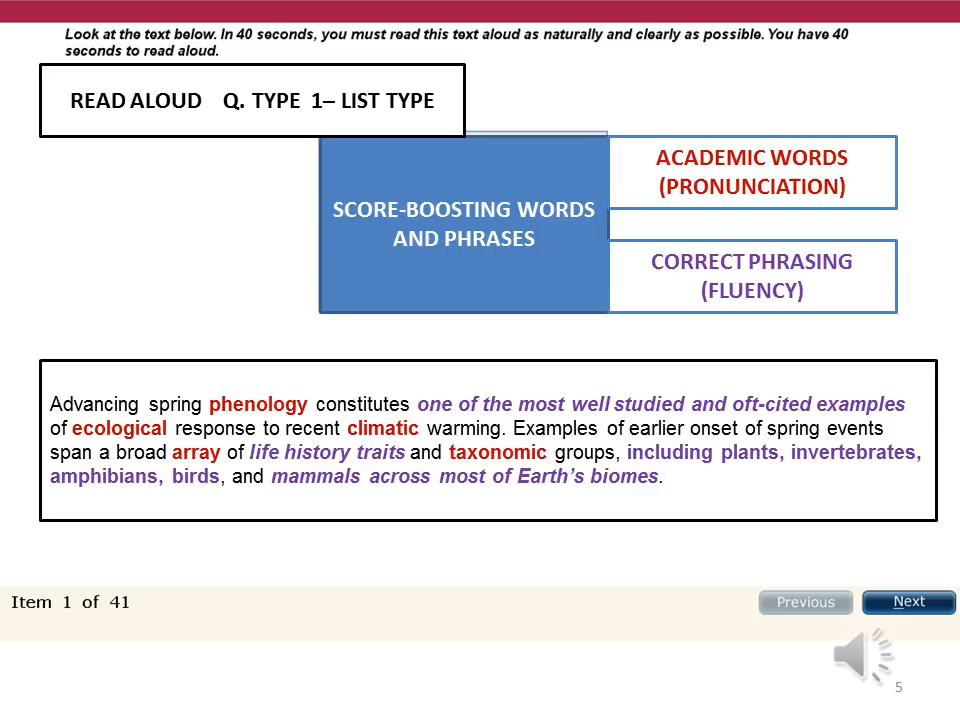 Look at the text below. In 40 seconds, you must read this text aloud as naturally and clearly as possible. You have 40
seconds to read aloud.
READ ALOUD Q. TYPE 1– LIST TYPE
SCORE-BOOSTING WORDS
AND PHRASES
ACADEMIC WORDS
(PRONUNCIATION)
CORRECT PHRASING
(FLUENCY)
Advancing spring phenology constitutes one of the most well studied and oft-cited examples
of ecological response to recent climatic warming. Examples of earlier onset of spring events
span a broad array of life history traits and taxonomic groups, including plants, invertebrates,
amphibians, birds, and mammals across most of Earth’s biomes.
Item 1 of 41
Previous
Next
5